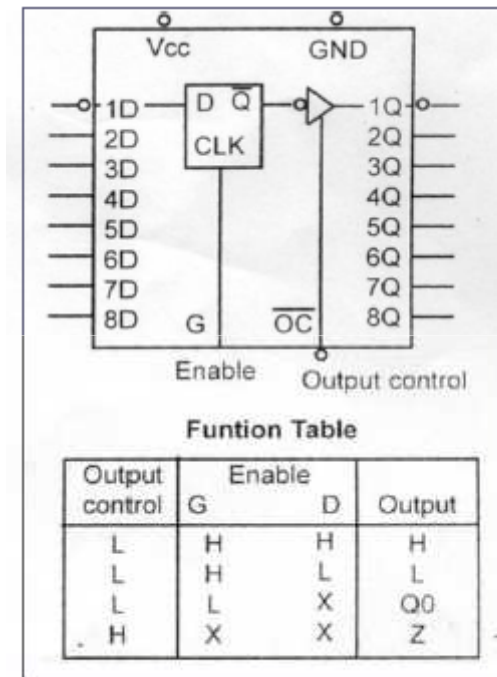 Vcc GND
1D D Q̅ 1Q
2D CLK 2Q
3D 3Q
4D 4Q
5D 5Q
6D 6Q
7D 7Q
8D G O̅C̅ 8Q
Enable Output control
Funtion Table
Output Enable
control G D Output
L H H H
L H L L
L L X Q0
H X X Z